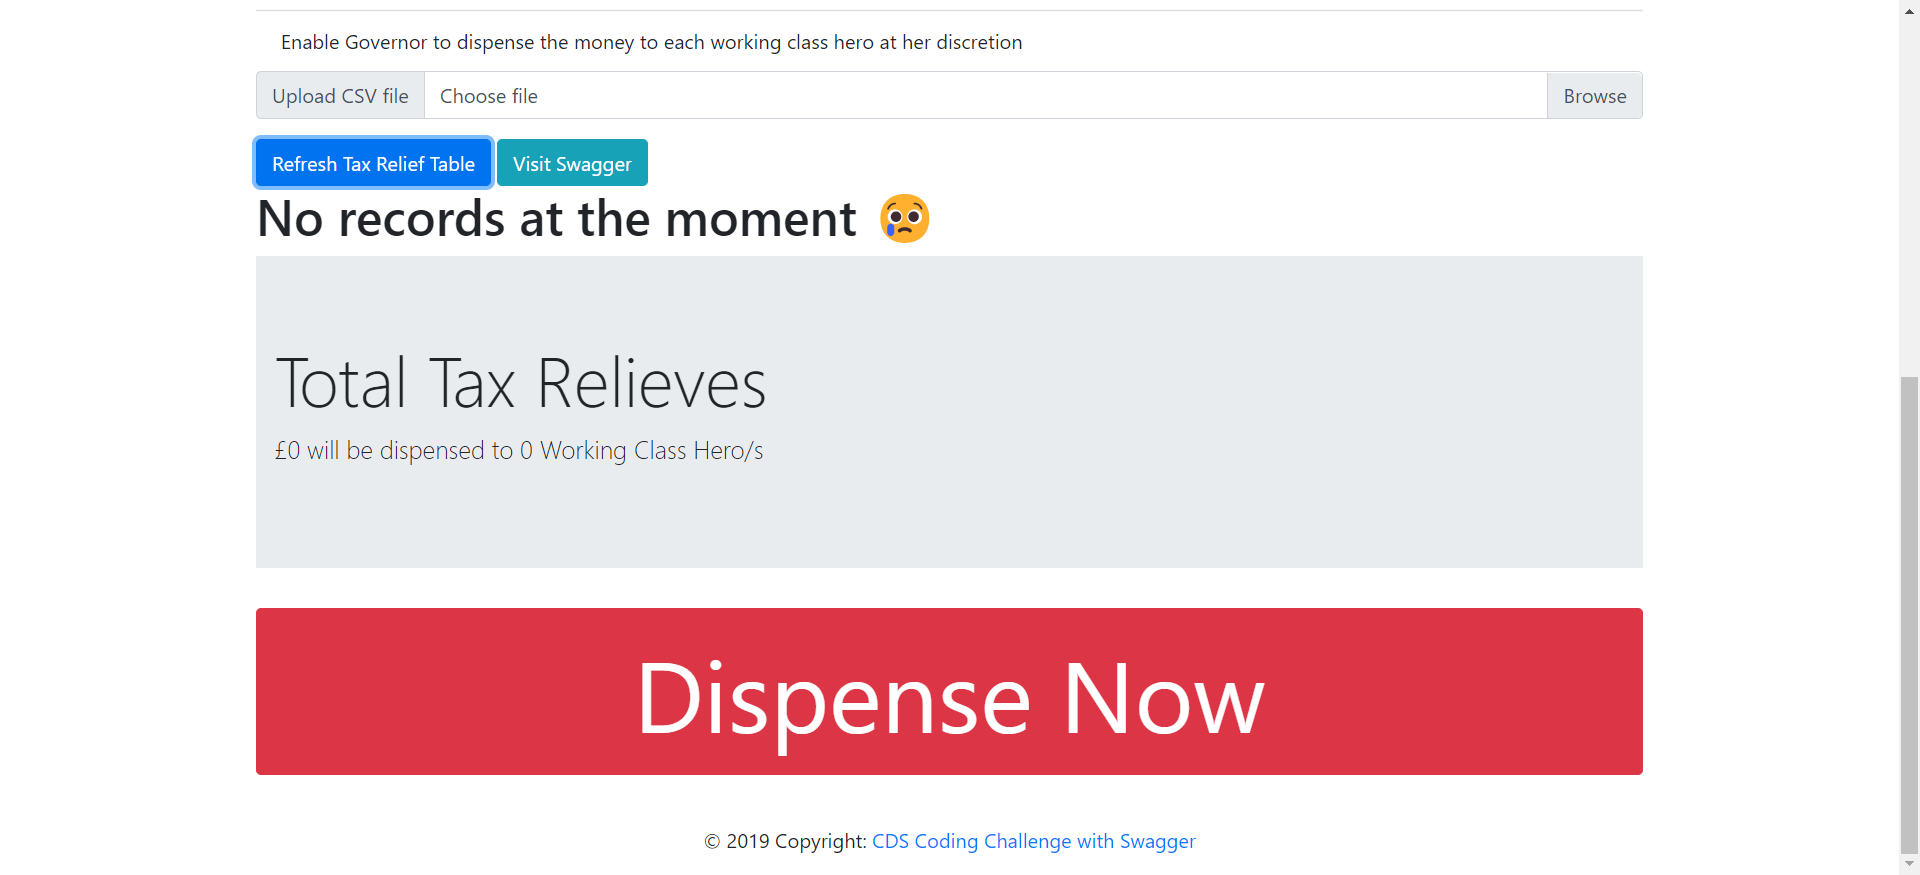 Enable Governor to dispense the money to each working class hero at her discretion
Upload CSV file Choose file Browse
Refresh Tax Relief Table Visit Swagger
No records at the moment 😢
Total Tax Relieves
£0 will be dispensed to 0 Working Class Hero/s
Dispense Now
© 2019 Copyright: CDS Coding Challenge with Swagger